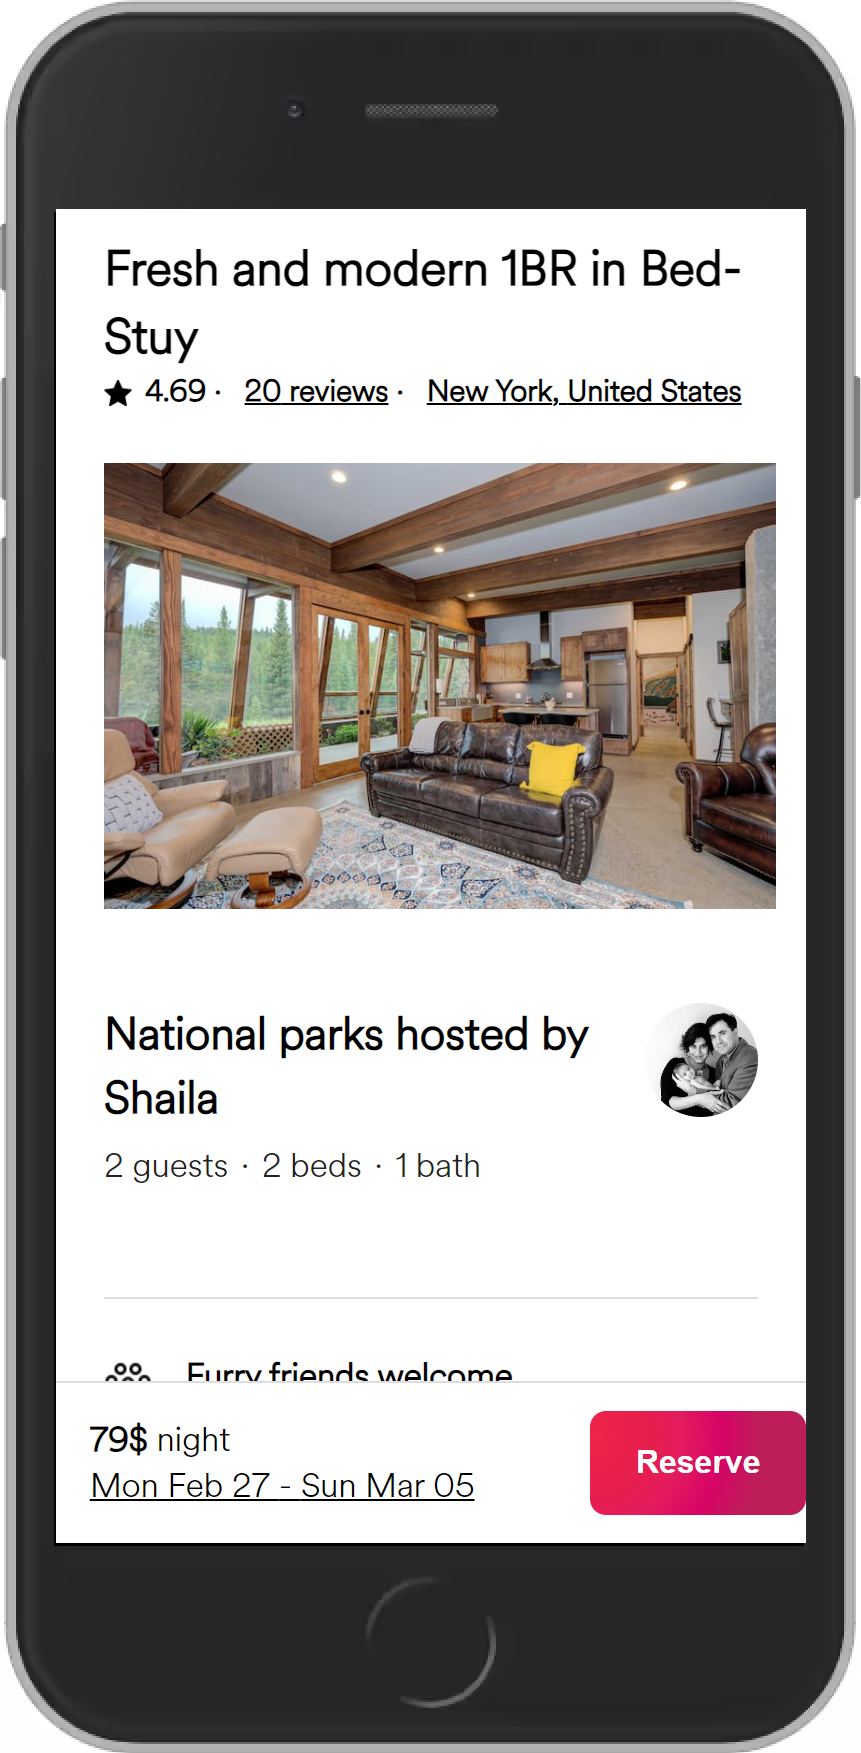 Fresh and modern 1BR in Bed-
Stuy
★ 4.69 · 20 reviews · New York, United States
National parks hosted by
Shaila
2 guests · 2 beds · 1 bath
Furry friends welcome
79$ night
Mon Feb 27 - Sun Mar 05
Reserve